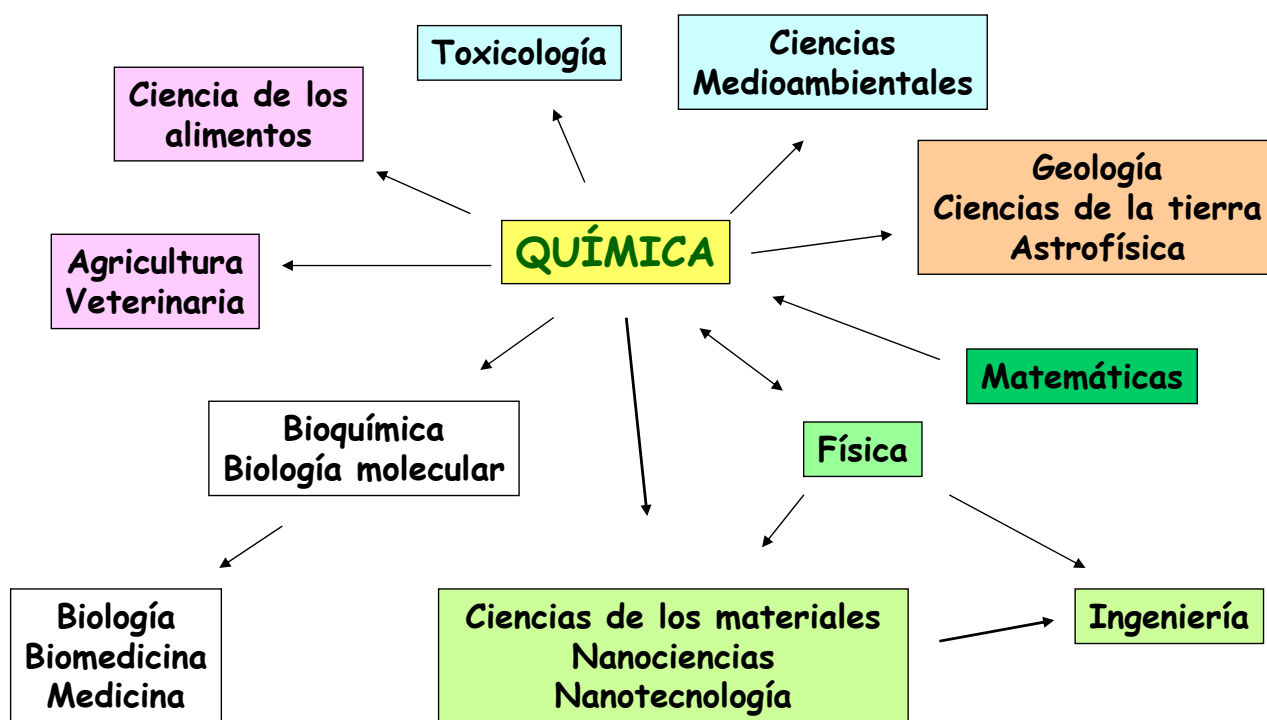 Toxicología
Ciencias
Medioambientales
Ciencia de los
alimentos
Geología
Ciencias de la tierra
Astrofísica
QUÍMICA
Agricultura
Veterinaria
Matemáticas
Bioquímica
Biología molecular
Física
Biología
Biomedicina
Medicina
Ciencias de los materiales
Nanociencias
Nanotecnología
Ingeniería